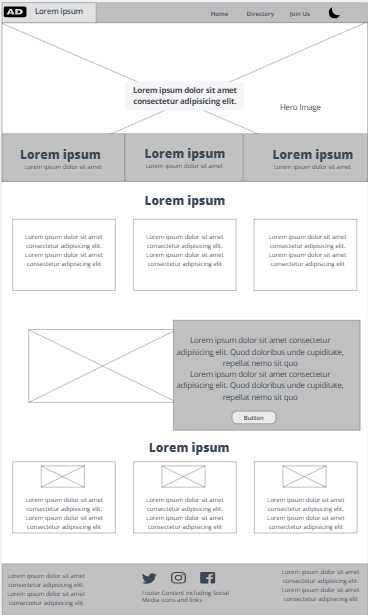 AD Lorem ipsum Home Directory Join Us
Lorem ipsum dolor sit amet
consectetur adipisicing elit.
Hero Image
Lorem ipsum Lorem ipsum Lorem ipsum
Lorem ipsum dolor sit amet Lorem ipsum dolor sit amet Lorem ipsum dolor sit amet
Lorem ipsum
Lorem ipsum dolor sit amet
consectetur adipisicing elit.
Lorem ipsum dolor sit amet
consectetur adipisicing elit
Lorem ipsum dolor sit amet
consectetur adipisicing elit.
Lorem ipsum dolor sit amet
consectetur adipisicing elit
Lorem ipsum dolor sit amet
consectetur adipisicing elit.
Lorem ipsum dolor sit amet
consectetur adipisicing elit
Lorem ipsum dolor sit amet consectetur
adipisicing elit. Quod doloribus unde cupiditate,
repellat nemo sit quo
Lorem ipsum dolor sit amet consectetur
adipisicing elit. Quod doloribus unde cupiditate,
repellat nemo sit quo
Button
Lorem ipsum
Lorem ipsum dolor sit amet
consectetur adipisicing elit.
Lorem ipsum dolor sit amet
consectetur adipisicing elit
Lorem ipsum dolor sit amet
consectetur adipisicing elit.
Lorem ipsum dolor sit amet
consectetur adipisicing elit
Lorem ipsum dolor sit amet
consectetur adipisicing elit.
Lorem ipsum dolor sit amet
consectetur adipisicing elit
Lorem ipsum dolor sit amet
consectetur adipisicing elit.
Lorem ipsum dolor sit amet
consectetur adipisicing elit
Footer Content including Social
Media icons and links
Lorem ipsum dolor sit amet
consectetur adipisicing elit.
Lorem ipsum dolor sit amet
consectetur adipisicing elit